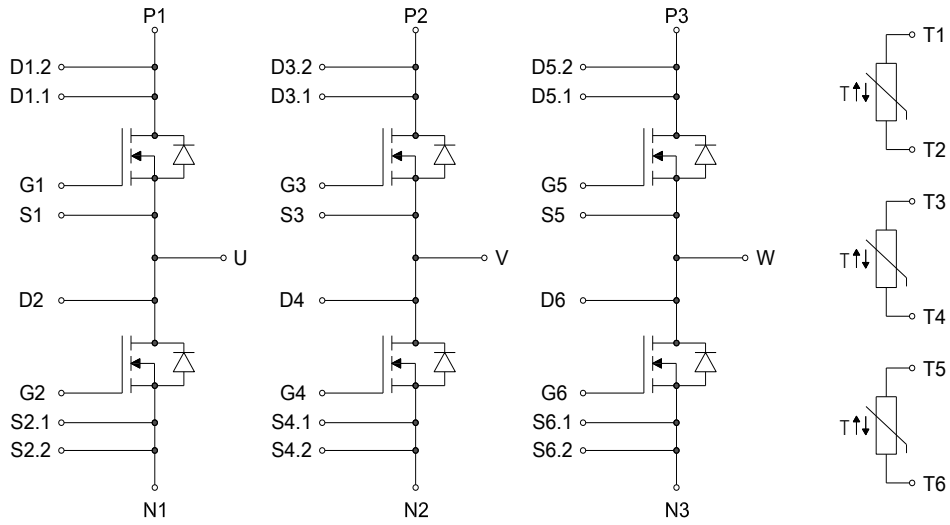 P1
P2
P3
T1
D1.2
D3.2
D5.2
D1.1
D3.1
D5.1
T
T2
G1
G3
G5
T3
S1
S3
S5
U
V
W
T
D2
D4
D6
T4
T5
G2
G4
G6
S2.1
S4.1
S6.1
T
S2.2
S4.2
S6.2
T6
N1
N2
N3